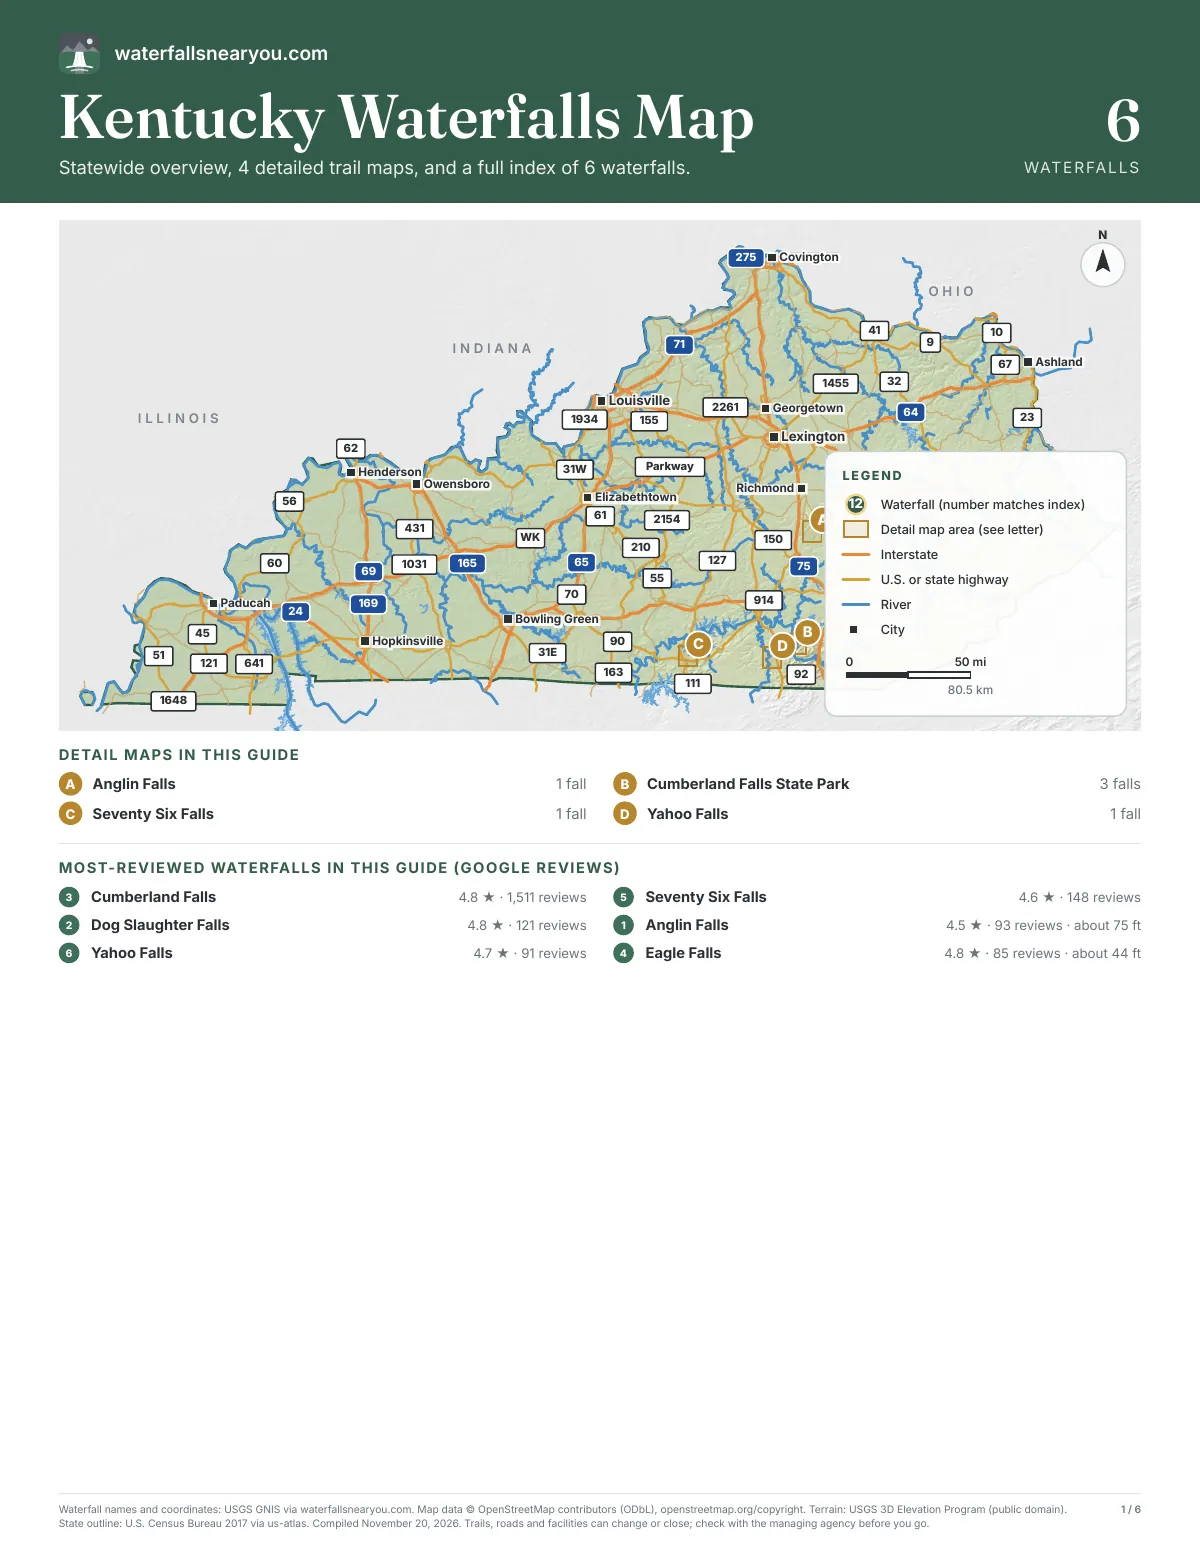 waterfallsnearyou.com
Kentucky Waterfalls Map
6
Statewide overview, 4 detailed trail maps, and a full index of 6 waterfalls.
WATERFALLS
N
275
Covington
OHIO
41
9
10
71
INDIANA
67
Ashland
1455
32
Louisville
2261
Georgetown
64
ILLINOIS
1934
155
23
Lexington
62
31W
Parkway
Henderson
Owensboro
Richmond
Elizabethtown
56
61
2154
A
431
WK
150
210
60
69
1031
165
65
127
75
55
70
Paducah
24
169
914
45
Hopkinsville
Bowling Green
90
C
D
B
51
121
641
31E
163
111
92
1648
LEGEND
12
Waterfall (number matches index)
Detail map area (see letter)
Interstate
U.S. or state highway
River
City
0
50 mi
80.5 km
DETAIL MAPS IN THIS GUIDE
A Anglin Falls 1 fall
B Cumberland Falls State Park 3 falls
C Seventy Six Falls 1 fall
D Yahoo Falls 1 fall
MOST-REVIEWED WATERFALLS IN THIS GUIDE (GOOGLE REVIEWS)
3 Cumberland Falls 4.8 ★ · 1,511 reviews
5 Seventy Six Falls 4.6 ★ · 148 reviews
2 Dog Slaughter Falls 4.8 ★ · 121 reviews
1 Anglin Falls 4.5 ★ · 93 reviews · about 75 ft
6 Yahoo Falls 4.7 ★ · 91 reviews
4 Eagle Falls 4.8 ★ · 85 reviews · about 44 ft
Waterfall names and coordinates: USGS GNIS via waterfallsnearyou.com. Map data © OpenStreetMap contributors (ODbL), openstreetmap.org/copyright. Terrain: USGS 3D Elevation Program (public domain).
1 / 6
State outline: U.S. Census Bureau 2017 via us-atlas. Compiled November 20, 2026. Trails, roads and facilities can change or close; check with the managing agency before you go.